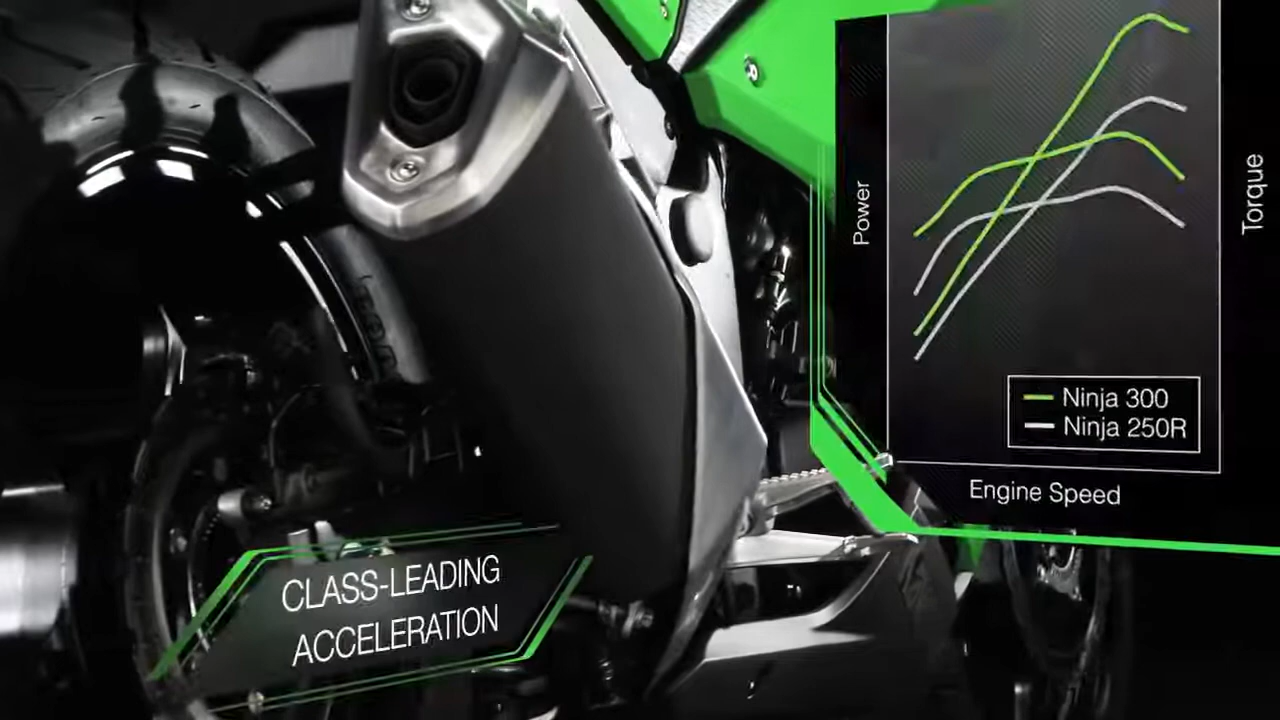 Power
Torque
Ninja 300
Ninja 250R
Engine Speed
CLASS-LEADING
ACCELERATION